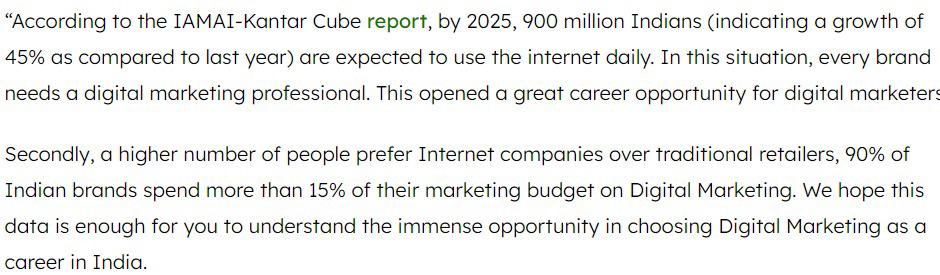 “According to the IAMAI-Kantar Cube report, by 2025, 900 million Indians (indicating a growth of
45% as compared to last year) are expected to use the internet daily. In this situation, every brand
needs a digital marketing professional. This opened a great career opportunity for digital marketers
Secondly, a higher number of people prefer Internet companies over traditional retailers, 90% of
Indian brands spend more than 15% of their marketing budget on Digital Marketing. We hope this
data is enough for you to understand the immense opportunity in choosing Digital Marketing as a
career in India.